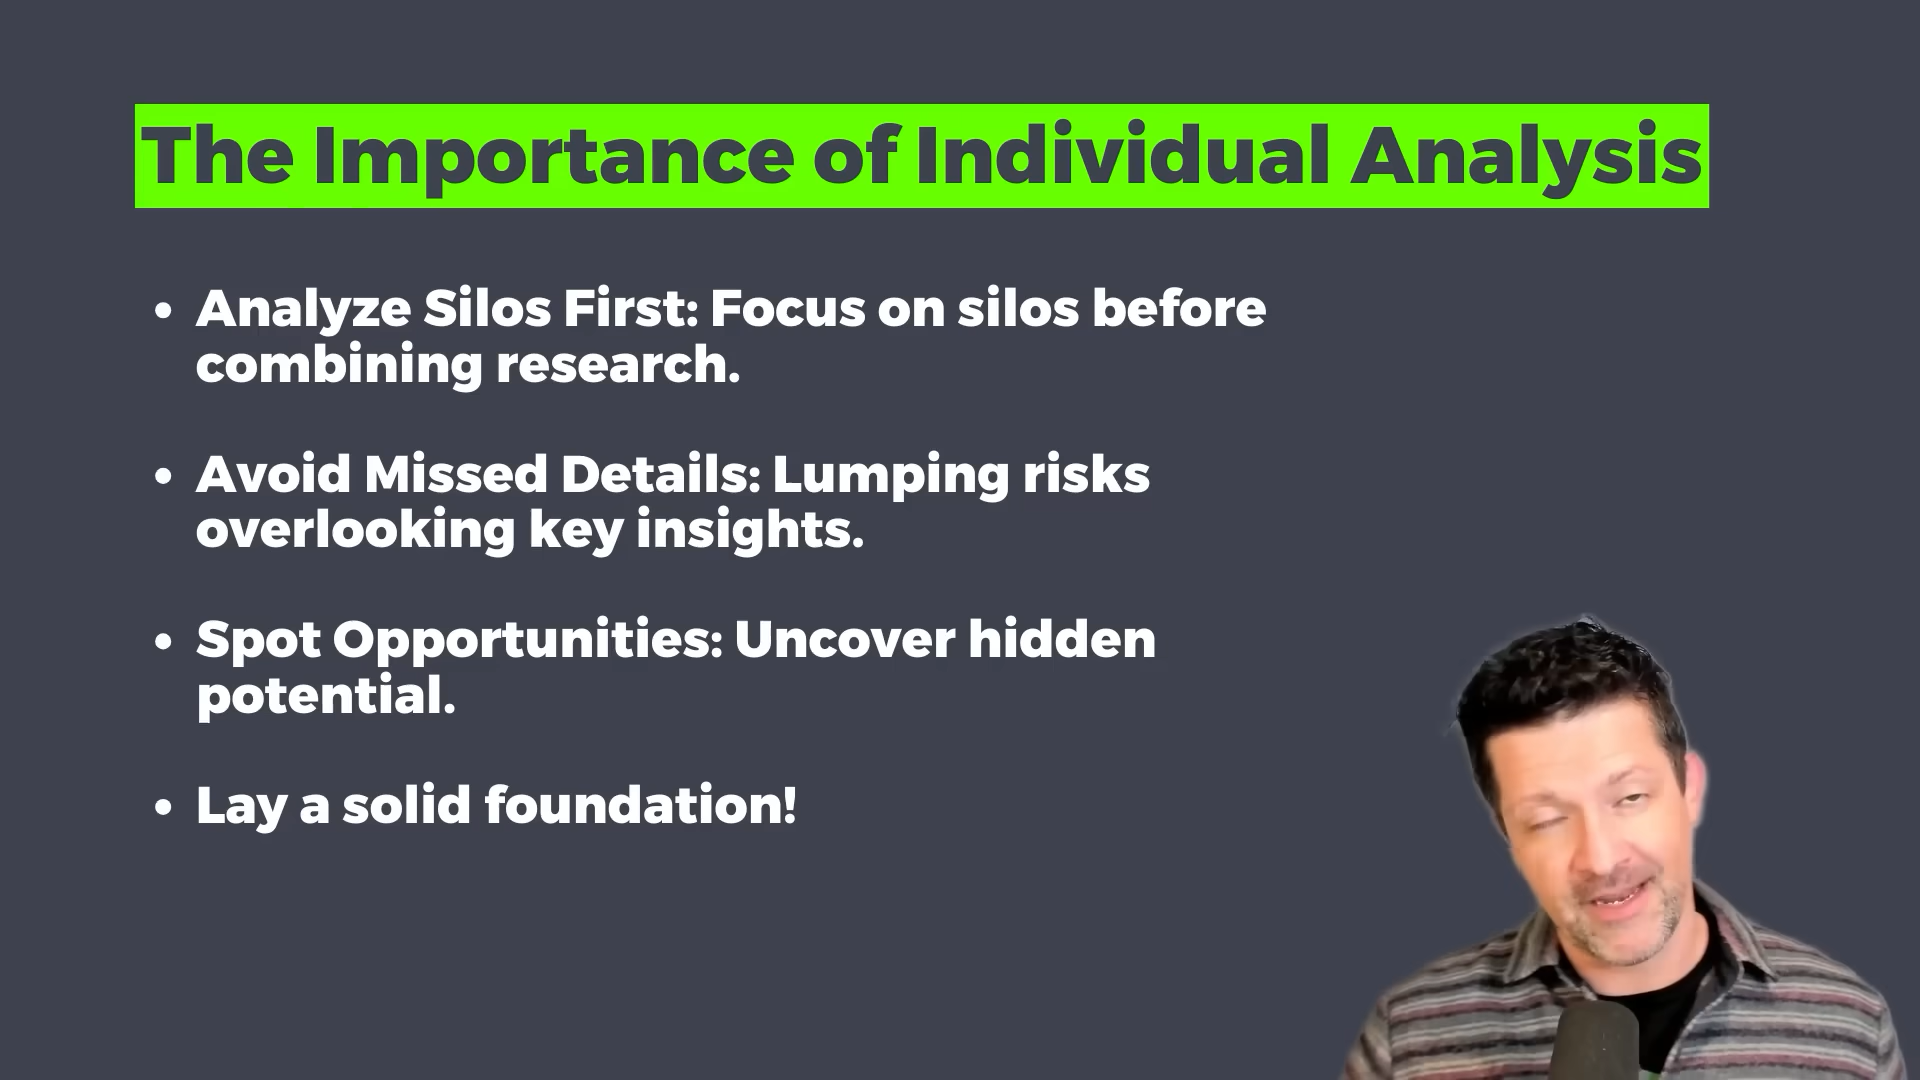 The Importance of Individual Analysis
• Analyze Silos First: Focus on silos before
combining research.
• Avoid Missed Details: Lumping risks
overlooking key insights.
• Spot Opportunities: Uncover hidden
potential.
• Lay a solid foundation!